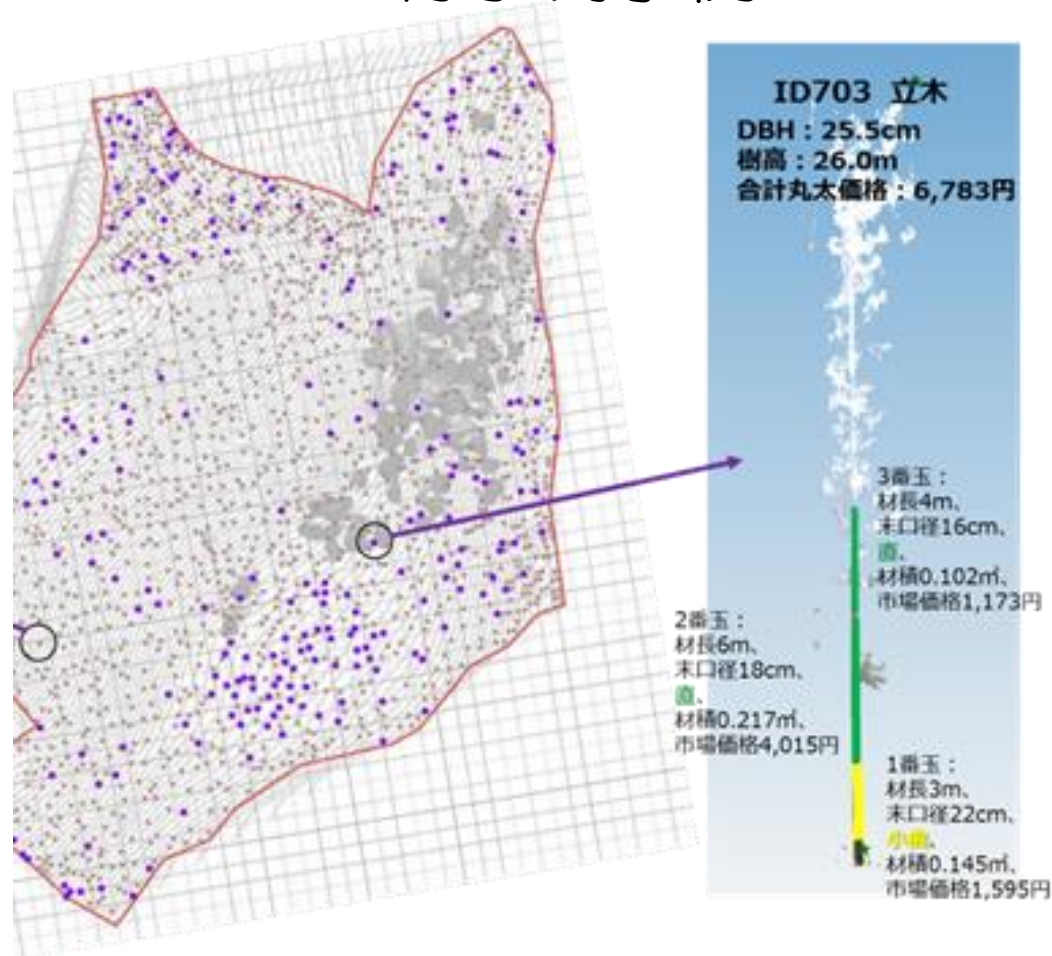 ID703 立木
DBH：25.5cm
樹高：26.0m
合計丸太価格：6,783円
3番玉：
材長4m、
末口径16cm、
直、
材積0.102㎥、
市場価格1,173円
2番玉：
材長6m、
末口径18cm、
直、
材積0.217㎥、
市場価格4,015円
1番玉：
材長3m、
末口径22cm、
小曲、
材積0.145㎥、
市場価格1,595円